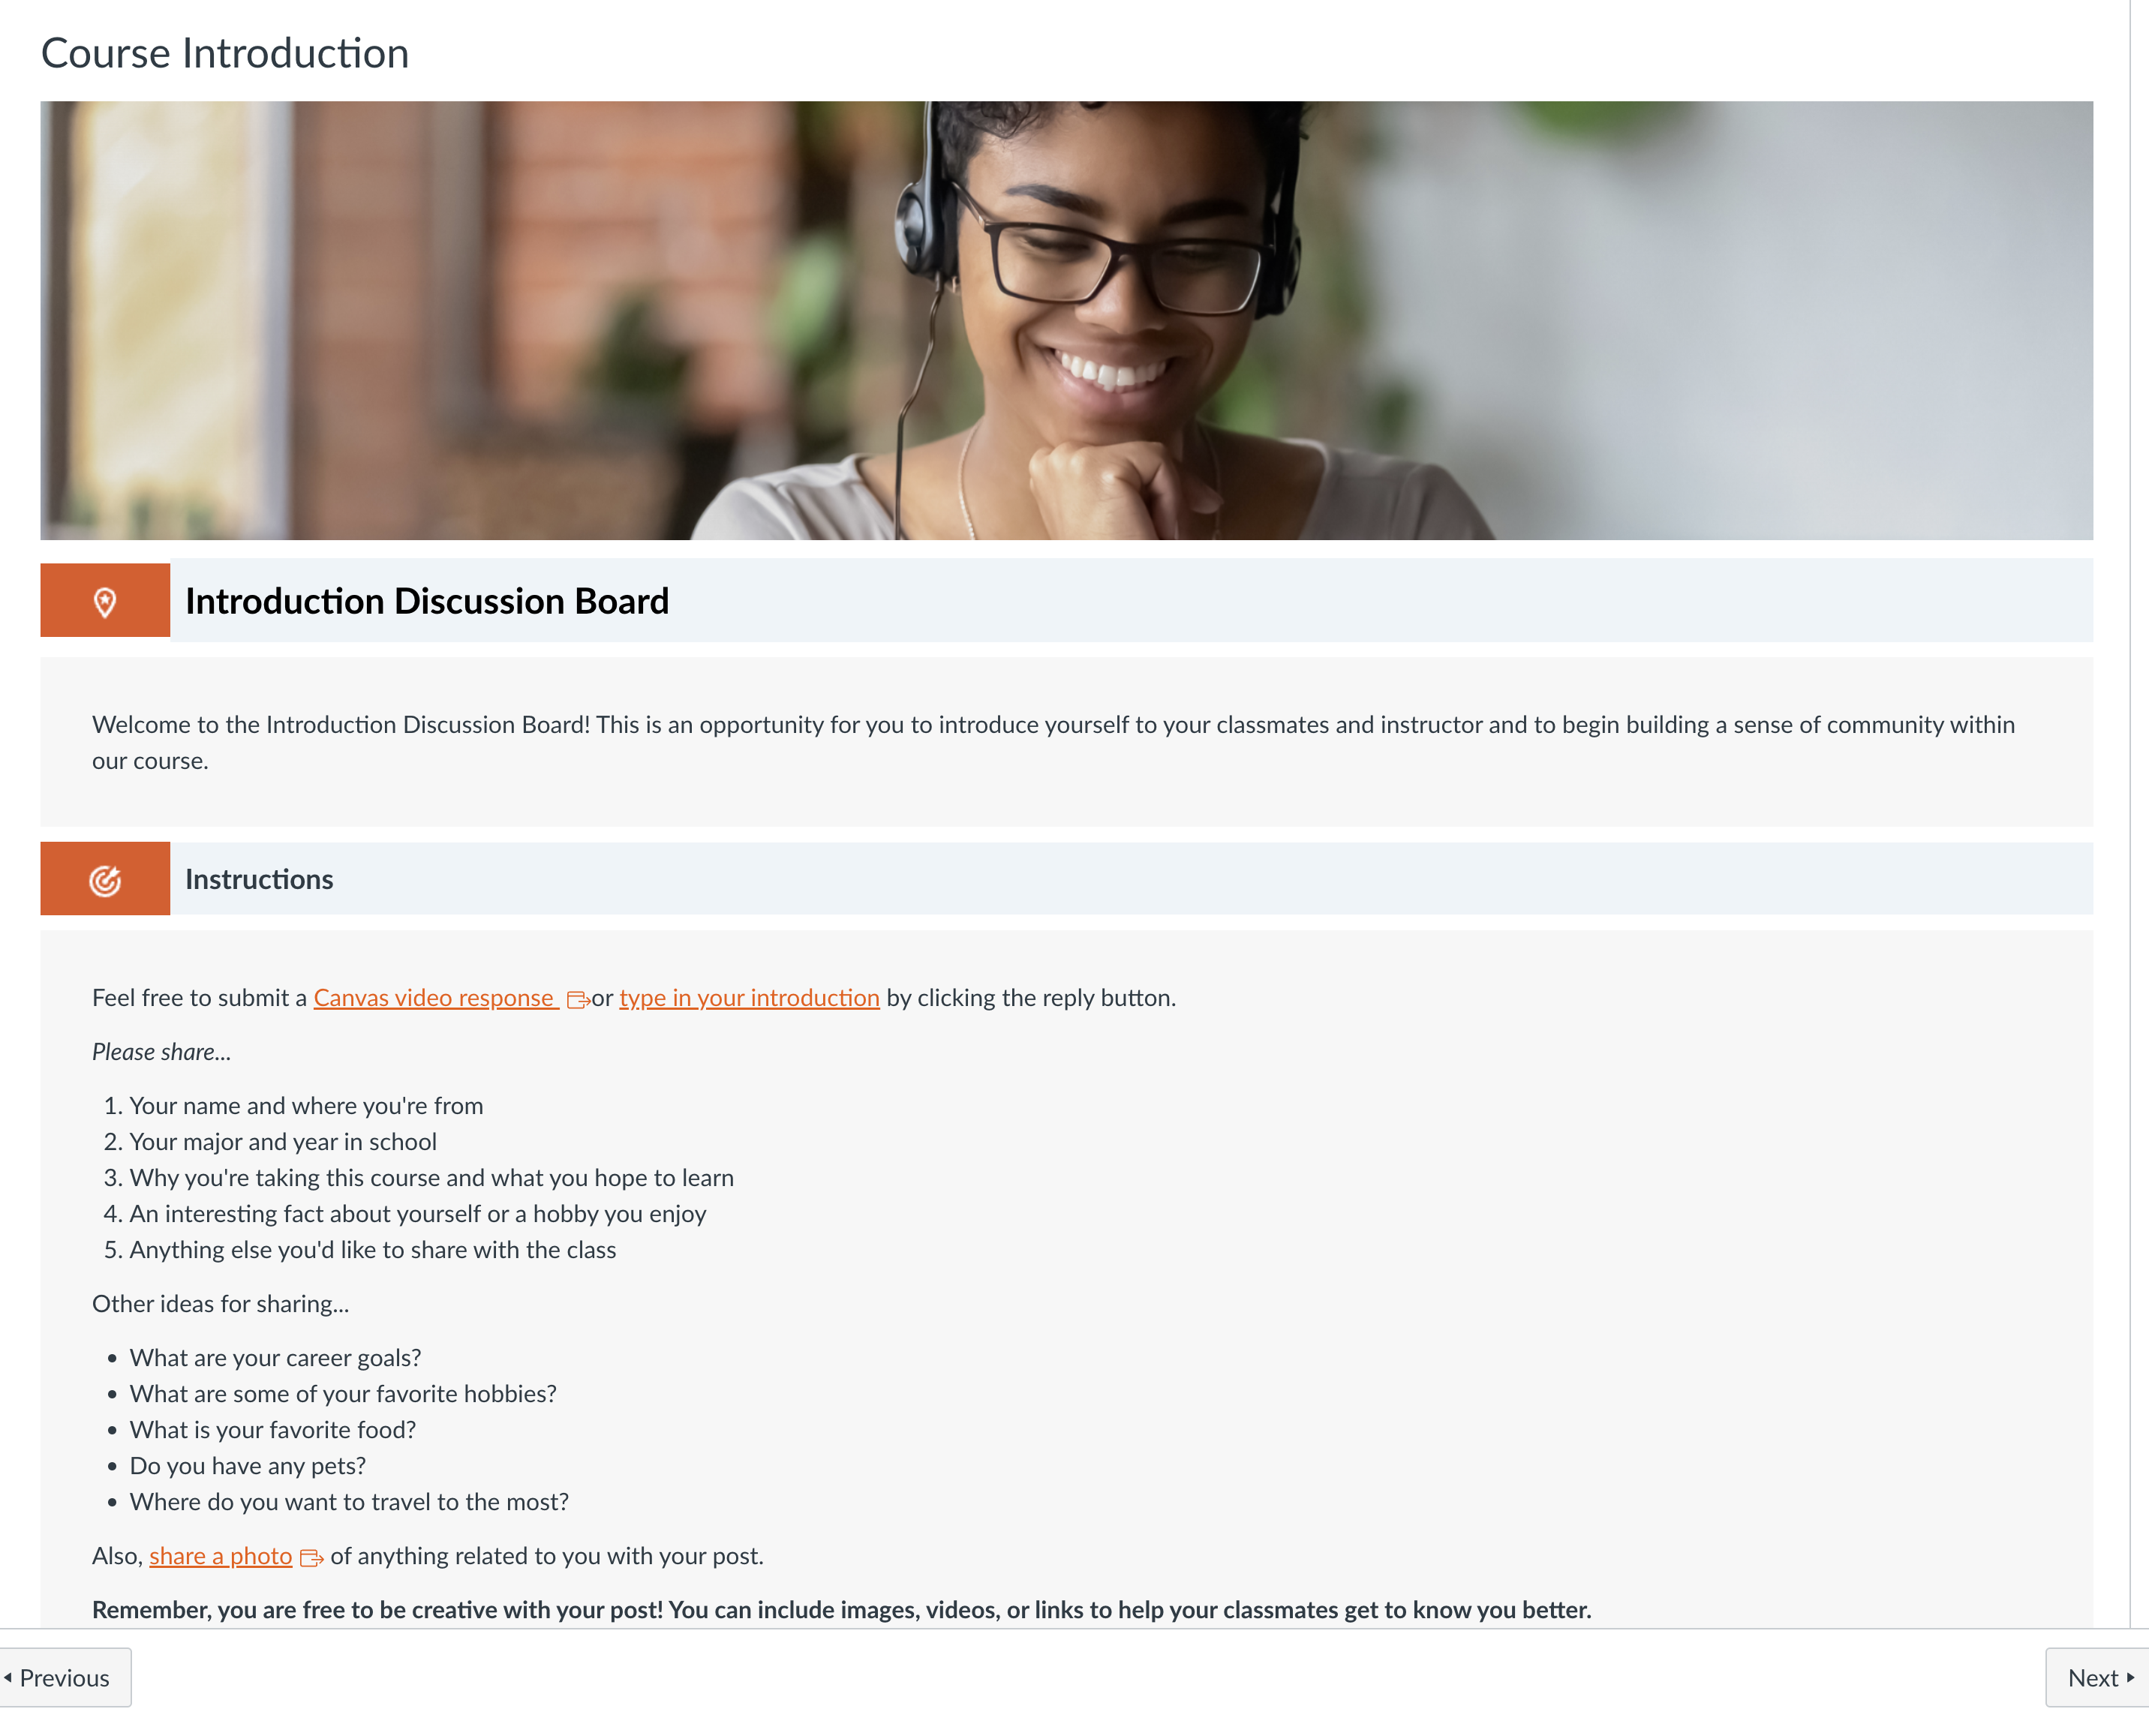 Course Introduction
Introduction Discussion Board
Welcome to the Introduction Discussion Board! This is an opportunity for you to introduce yourself to your classmates and instructor and to begin building a sense of community within
our course.
Instructions
Feel free to submit a Canvas video response or type in your introduction by clicking the reply button.
Please share...
1. Your name and where you're from
2. Your major and year in school
3. Why you're taking this course and what you hope to learn
4. An interesting fact about yourself or a hobby you enjoy
5. Anything else you'd like to share with the class
Other ideas for sharing...
• What are your career goals?
• What are some of your favorite hobbies?
• What is your favorite food?
• Do you have any pets?
• Where do you want to travel to the most?
Also, share a photo of anything related to you with your post.
Remember, you are free to be creative with your post! You can include images, videos, or links to help your classmates get to know you better.
Previous
Next